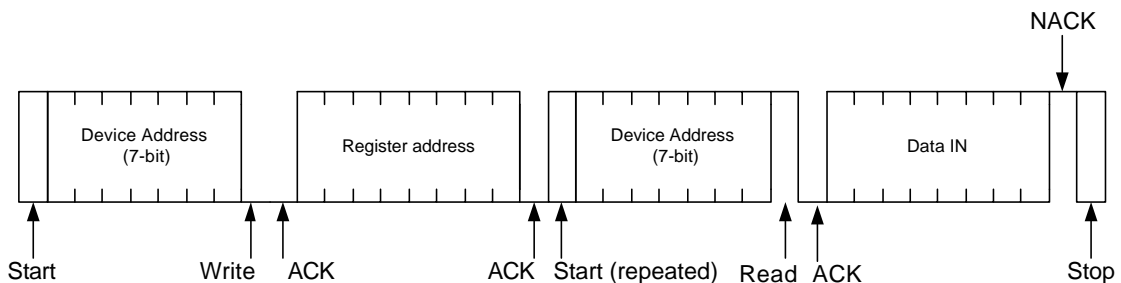 NACK
Device Address
(7-bit)
Register address
Device Address
(7-bit)
Data IN
Start
Write
ACK
ACK
Start (repeated)
Read
ACK
Stop